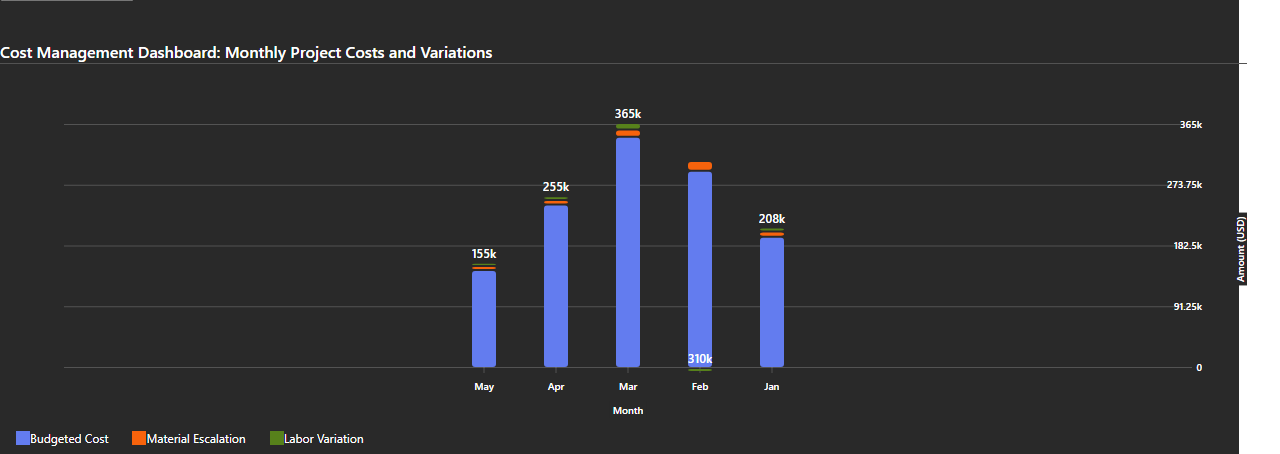 Cost Management Dashboard: Monthly Project Costs and Variations
365k
365k
255k
273.75k
208k
155k
182.5k
Amount (USD)
91.25k
310k
0
May Apr Mar Feb Jan
Month
Budgeted Cost Material Escalation Labor Variation